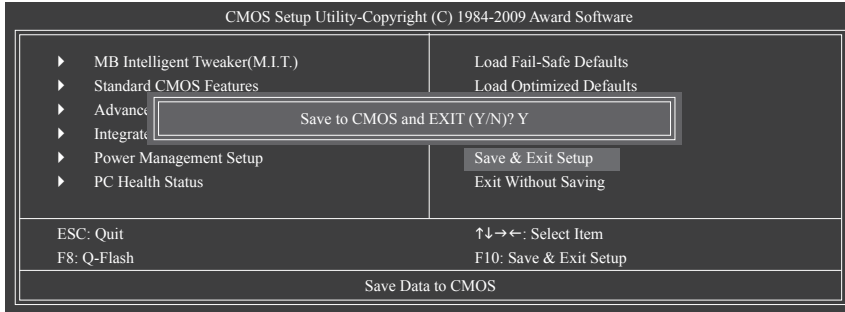 CMOS Setup Utility-Copyright (C) 1984-2009 Award Software
MB Intelligent Tweaker(M.I.T.)
Standard CMOS Features
Advance
Integrate
Power Management Setup
PC Health Status
Load Fail-Safe Defaults
Load Optimized Defaults
Save & Exit Setup
Exit Without Saving
Save to CMOS and EXIT (Y/N)? Y
ESC: Quit
↑↓→←: Select Item
F8: Q-Flash
F10: Save & Exit Setup
Save Data to CMOS